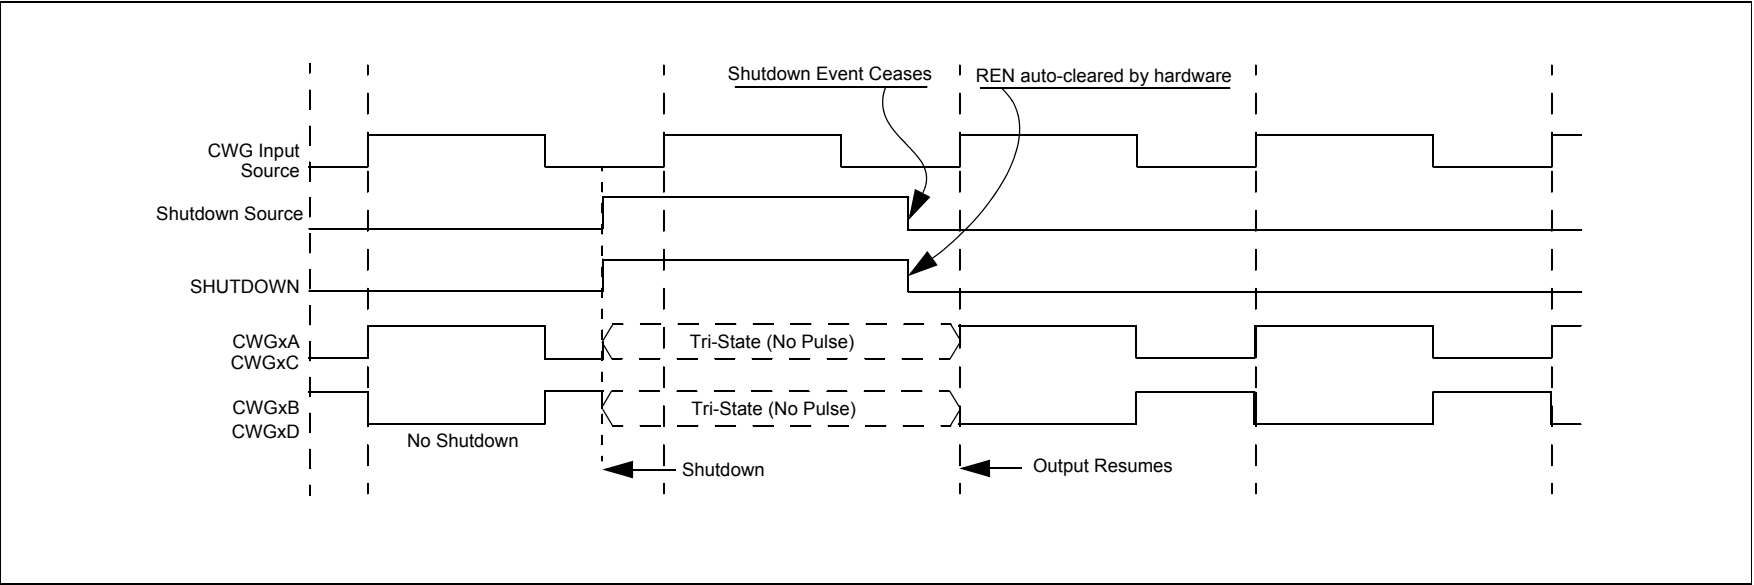 Shutdown Event Ceases
REN auto-cleared by hardware
CWG Input
Source
Shutdown Source
SHUTDOWN
CWGxA
CWGxC
Tri-State (No Pulse)
CWGxB
CWGxD
Tri-State (No Pulse)
No Shutdown
Shutdown
Output Resumes